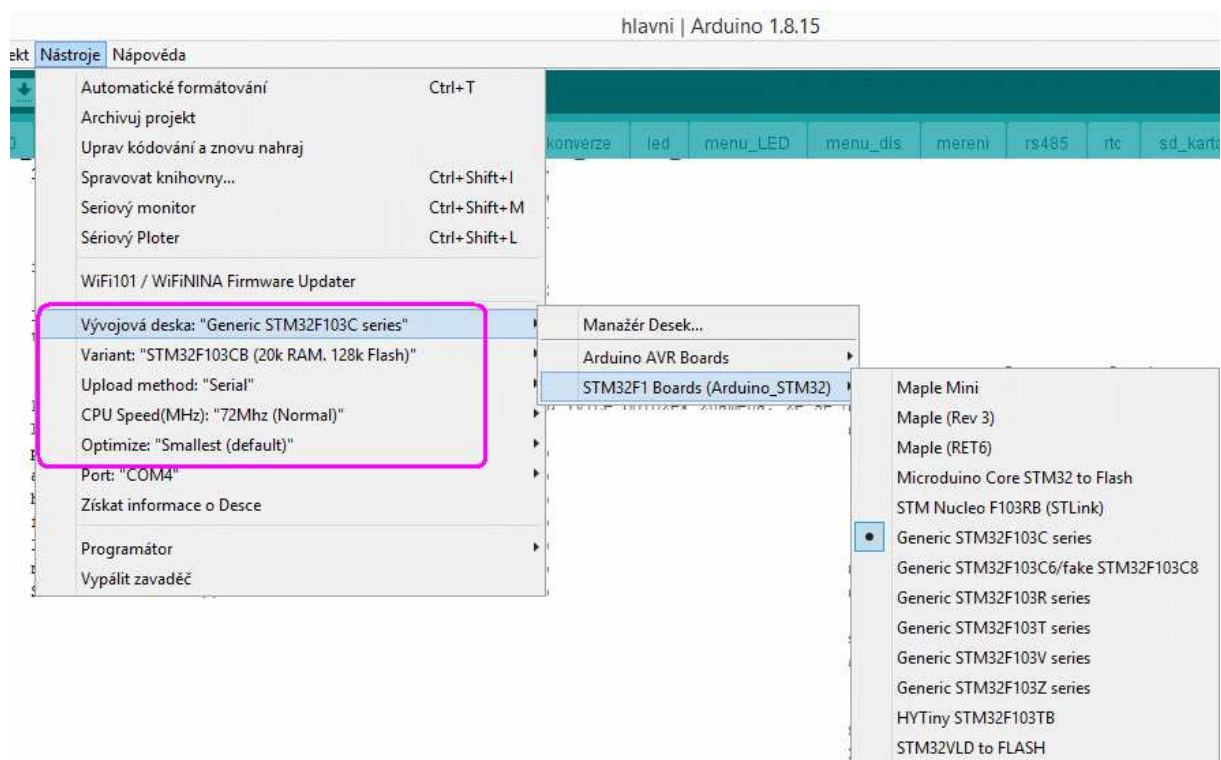 hlavni | Arduino 1.8.15
ekt Nástroje Nápověda
konverze led menu_LED menu_dis mereni rs485 rtc sd_karta
Automatické formátování Ctrl+T
Archivuj projekt
Uprav kódování a znovu nahraj
Spravovat knihovny... Ctrl+Shift+I
Seriový monitor Ctrl+Shift+M
Sériový Ploter Ctrl+Shift+L
WiFi101 / WiFiNINA Firmware Updater
Vývojová deska: "Generic STM32F103C series"
Variant: "STM32F103CB (20k RAM. 128k Flash)"
Upload method: "Serial"
CPU Speed(MHz): "72Mhz (Normal)"
Optimize: "Smallest (default)"
Port: "COM4"
Získat informace o Desce
Programátor
Vypálit zavaděč
Manažér Desek...
Arduino AVR Boards
STM32F1 Boards (Arduino_STM32)
Maple Mini
Maple (Rev 3)
Maple (RET6)
Microduino Core STM32 to Flash
STM Nucleo F103RB (STLink)
Generic STM32F103C series
Generic STM32F103C6/fake STM32F103C8
Generic STM32F103R series
Generic STM32F103T series
Generic STM32F103V series
Generic STM32F103Z series
HYTiny STM32F103TB
STM32VLD to FLASH